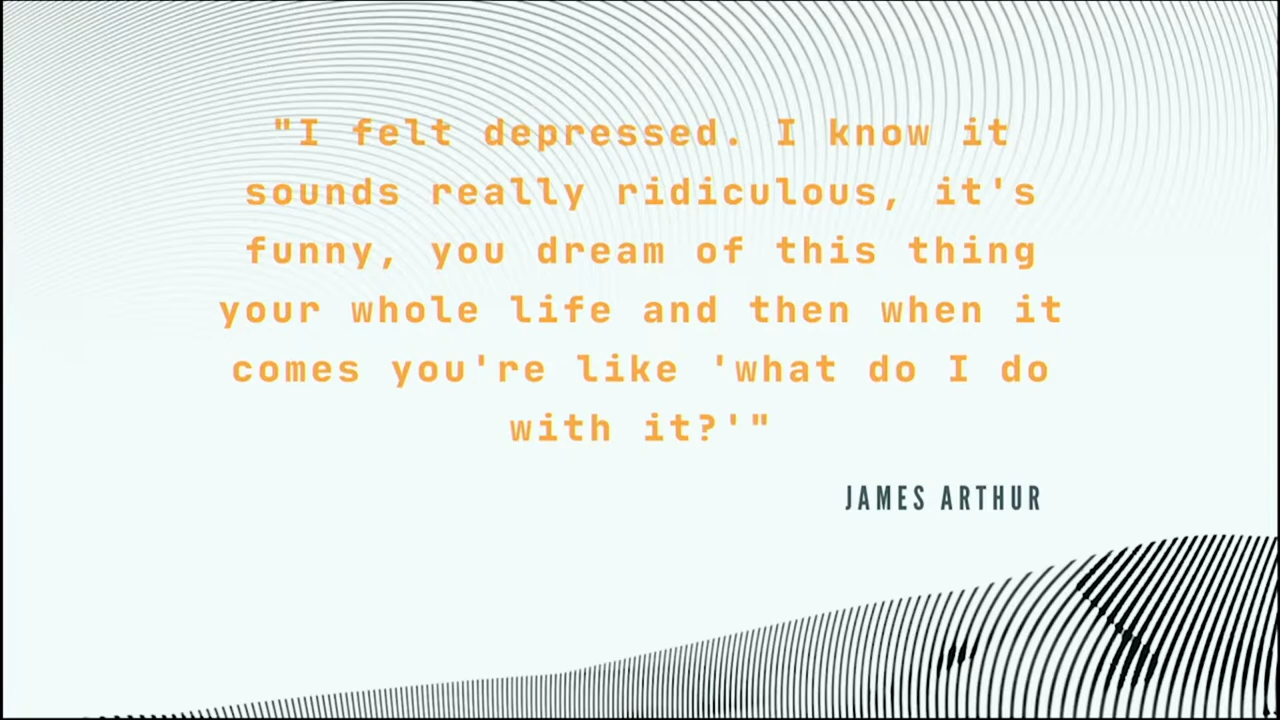 "I felt depressed. I know it
sounds really ridiculous, it's
funny, you dream of this thing
your whole life and then when it
comes you're like 'what do I do
with it?'"
JAMES ARTHUR